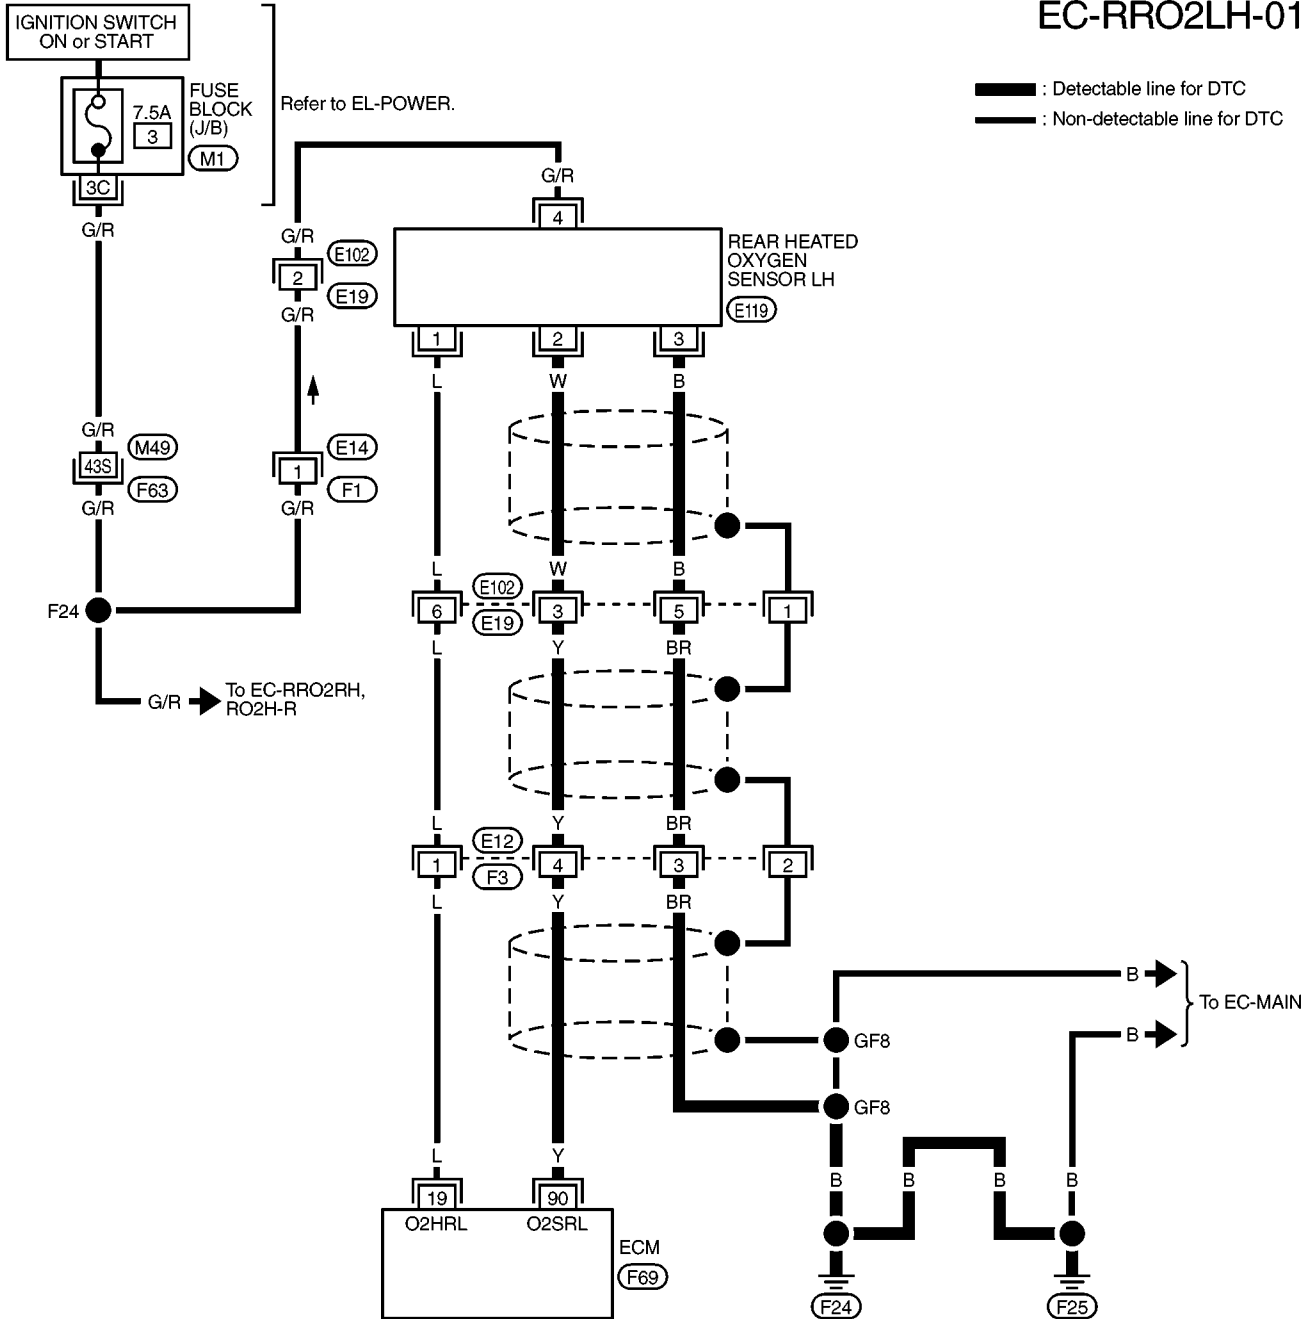 EC-RRO2LH-01
IGNITION SWITCH
ON or START
FUSE
BLOCK
(J/B)
7.5A
3
M1
3C
Refer to EL-POWER.
: Detectable line for DTC
: Non-detectable line for DTC
G/R
G/R
4
G/R
E102
2
E19
G/R
REAR HEATED
OXYGEN
SENSOR LH
E119
1
2
3
L
W
B
G/R
M49
43S
F63
G/R
E14
1
F1
G/R
L
W
B
E102
6
3
5
1
E19
F24
L
Y
BR
G/R
To EC-RRO2RH,
RO2H-R
L
Y
BR
E12
1
4
3
2
F3
L
Y
BR
B
To EC-MAIN
B
GF8
GF8
L
Y
B
B
B
B
19
90
O2HRL
O2SRL
ECM
F69
F24
F25